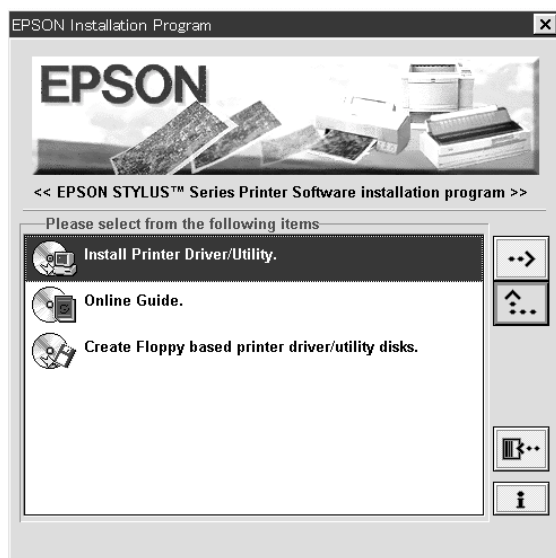 EPSON Installation Program
EPSON
<< EPSON STYLUS™ Series Printer Software installation program >>
Please select from the following items
Install Printer Driver/Utility.
Online Guide.
Create Floppy based printer driver/utility disks.